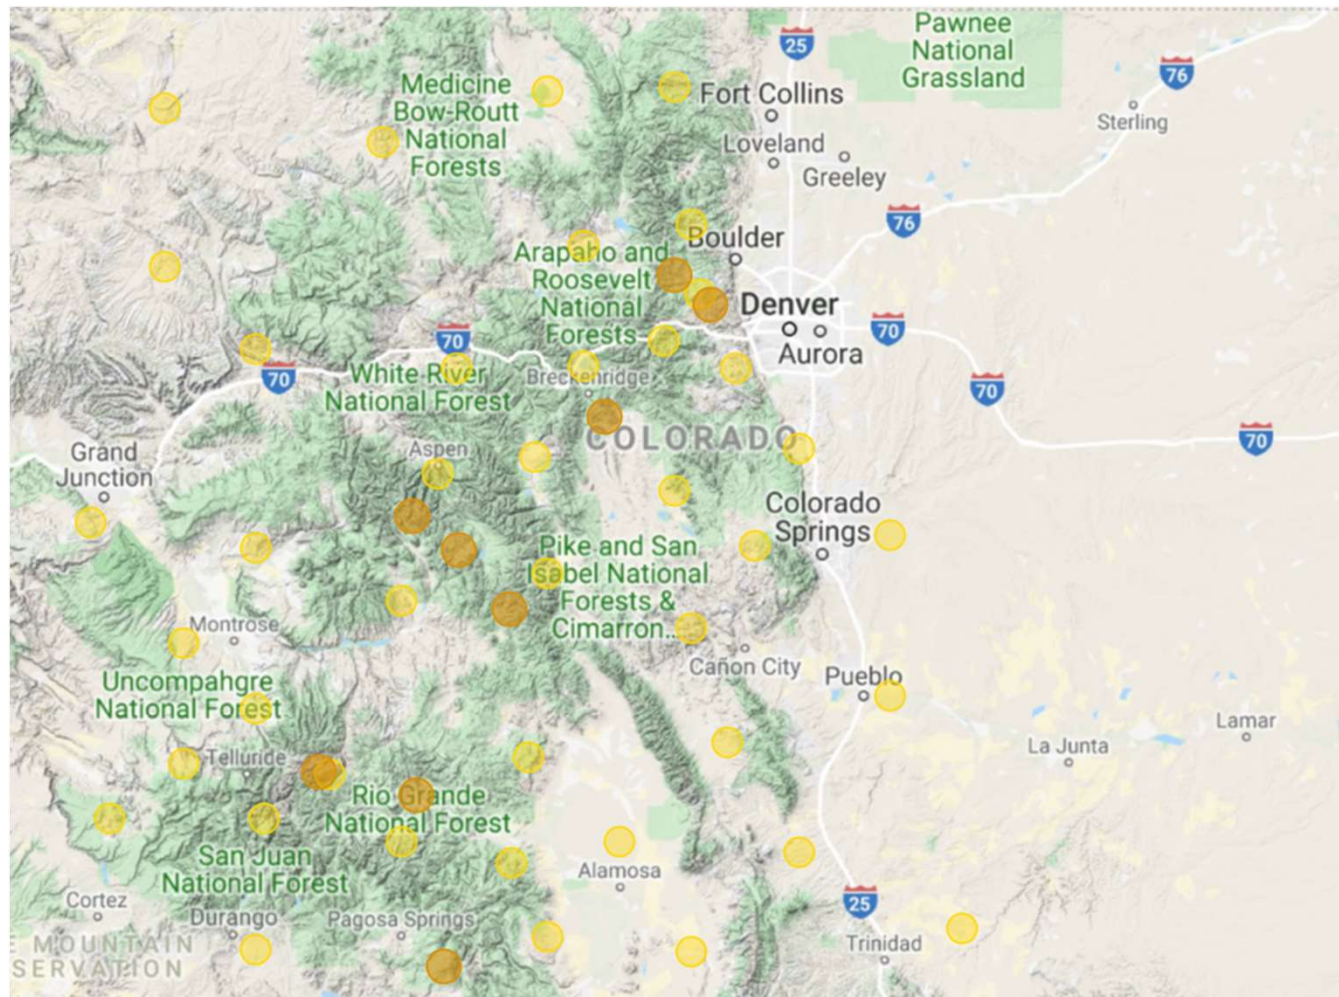 Pawnee
National
Grassland
25
76
Medicine
Bow-Routt
National
Forests
Fort Collins
Sterling
Loveland
Greeley
76
Boulder
Arapaho and
Roosevelt
National
Forests
Denver
70
70
Aurora
70
White River
National Forest
Breckenridge
70
COLORADO
70
Grand
Junction
Aspen
Colorado
Springs
Pike and San
Isabel National
Forests &
Cimarron...
Montrose
Cañon City
Pueblo
Uncompahgre
National Forest
Lamar
La Junta
Telluride
Rio Grande
National Forest
San Juan
National Forest
Alamosa
Cortez
Durango
Pagosa Springs
25
E MOUNTAIN
SERVATION
Trinidad